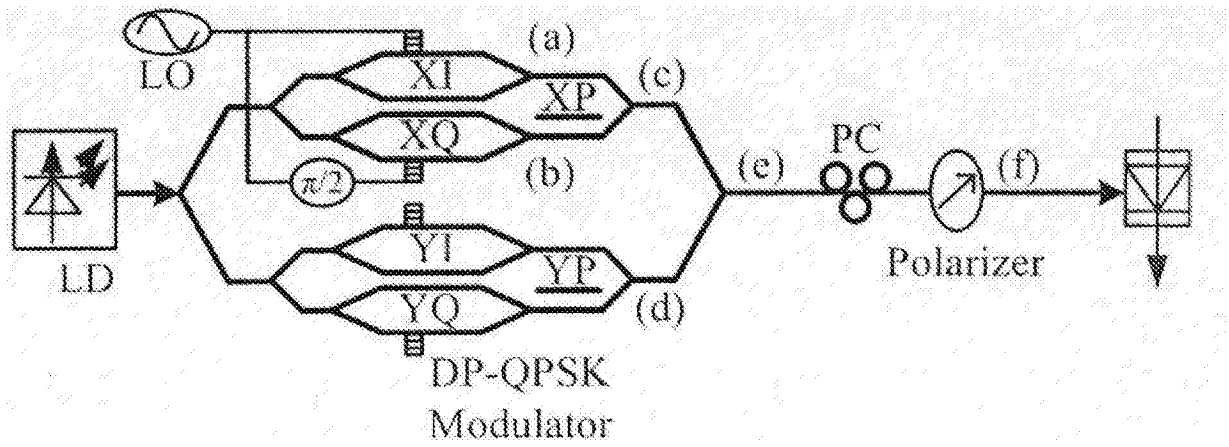 LO
(a)
XI
XP
(c)
XQ
π/2
(b)
LD
(e)
PC
(f)
Polarizer
YI
YP
YQ
(d)
DP-QPSK
Modulator